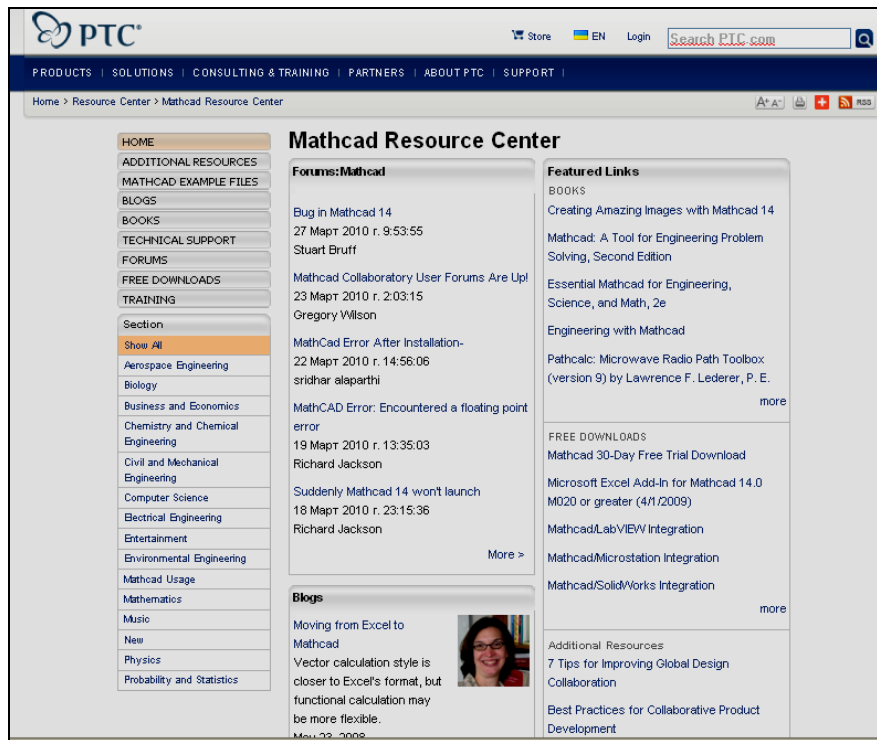 PTC®
Store EN Login Search PTC.com
PRODUCTS | SOLUTIONS | CONSULTING & TRAINING | PARTNERS | ABOUT PTC | SUPPORT |
Home > Resource Center > Mathcad Resource Center
A+ A- RSS
HOME
ADDITIONAL RESOURCES
MATHCAD EXAMPLE FILES
BLOGS
BOOKS
TECHNICAL SUPPORT
FORUMS
FREE DOWNLOADS
TRAINING
Section
Show All
Aerospace Engineering
Biology
Business and Economics
Chemistry and Chemical
Engineering
Civil and Mechanical
Engineering
Computer Science
Electrical Engineering
Entertainment
Environmental Engineering
Mathcad Usage
Mathematics
Music
New
Physics
Probability and Statistics
Mathcad Resource Center
Forums:Mathcad
Bug in Mathcad 14
27 Март 2010 г. 9:53:55
Stuart Bruff
Mathcad Collaboratory User Forums Are Up!
23 Март 2010 г. 2:03:15
Gregory Wilson
MathCad Error After Installation-
22 Март 2010 г. 14:56:06
sridhar alaparthi
MathCAD Error: Encountered a floating point
error
19 Март 2010 г. 13:35:03
Richard Jackson
Suddenly Mathcad 14 won't launch
18 Март 2010 г. 23:15:36
Richard Jackson
More >
Blogs
Moving from Excel to
Mathcad
Vector calculation style is
closer to Excel's format, but
functional calculation may
be more flexible.
May 23, 2008
Featured Links
BOOKS
Creating Amazing Images with Mathcad 14
Mathcad: A Tool for Engineering Problem
Solving, Second Edition
Essential Mathcad for Engineering,
Science, and Math, 2e
Engineering with Mathcad
Pathcalc: Microwave Radio Path Toolbox
(version 9) by Lawrence F. Lederer, P. E.
more
FREE DOWNLOADS
Mathcad 30-Day Free Trial Download
Microsoft Excel Add-In for Mathcad 14.0
M020 or greater (4/1/2009)
Mathcad/LabVIEW Integration
Mathcad/Microstation Integration
Mathcad/SolidWorks Integration
more
Additional Resources
7 Tips for Improving Global Design
Collaboration
Best Practices for Collaborative Product
Development